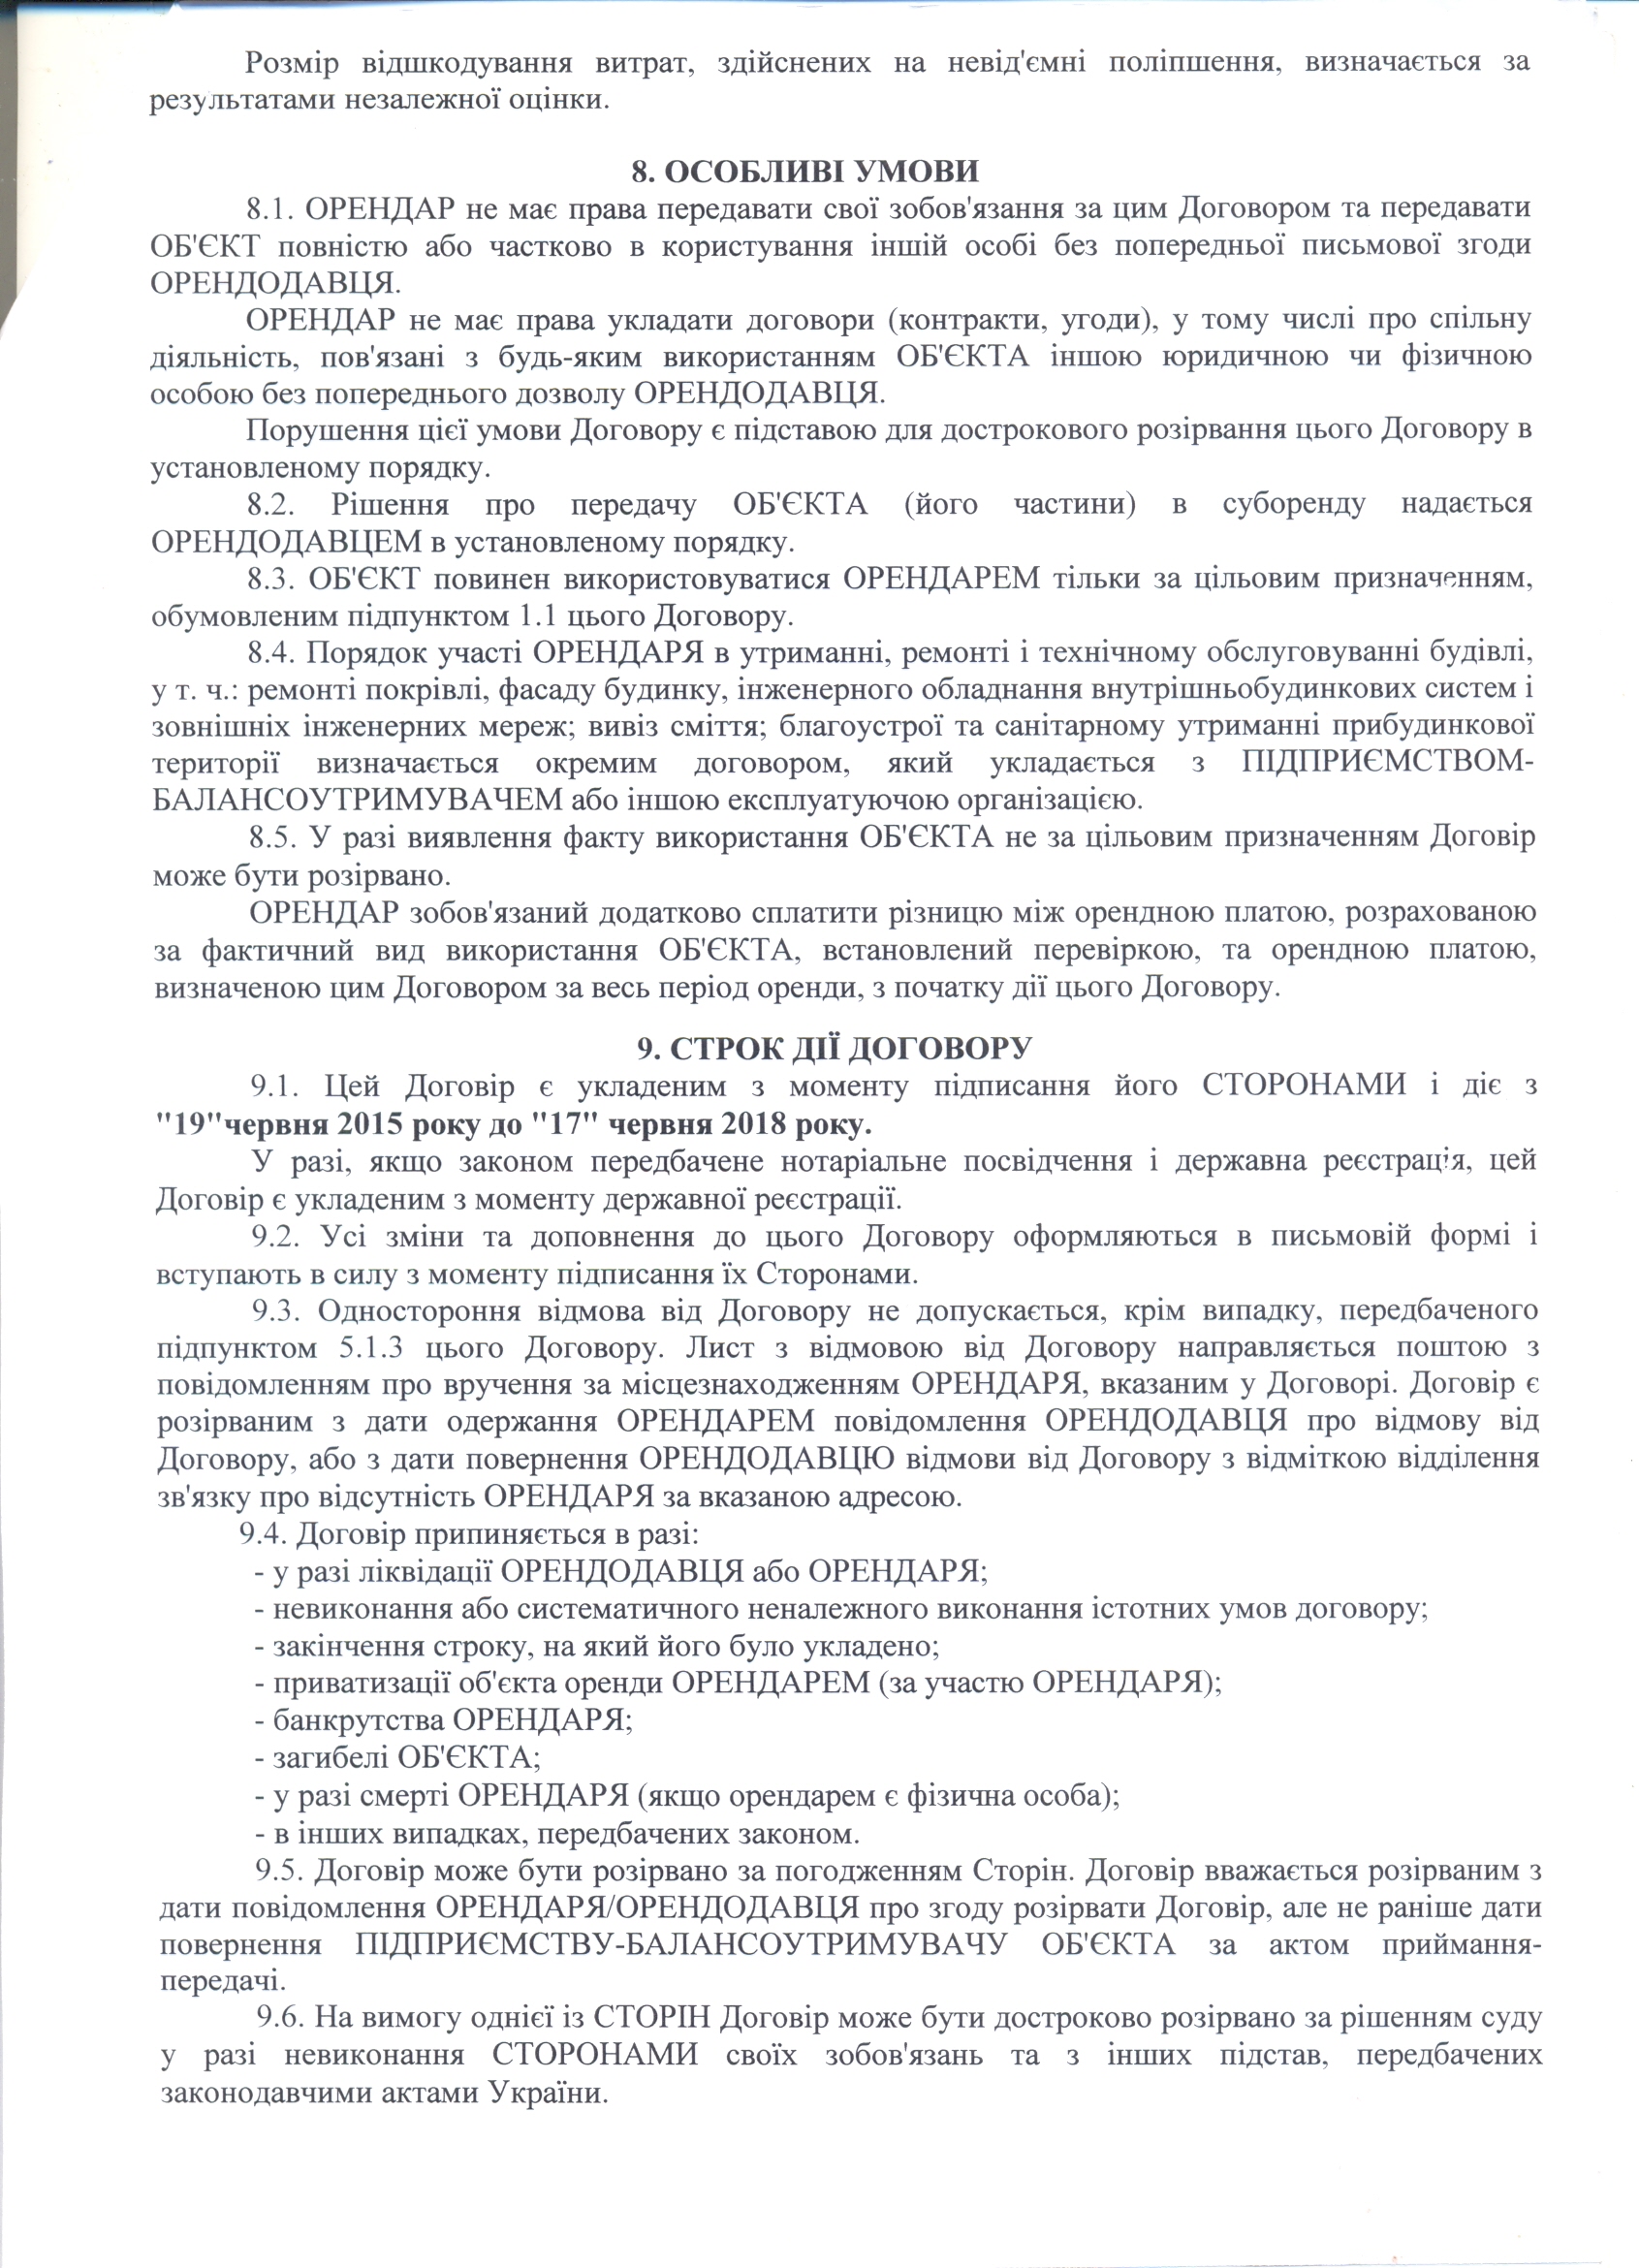 Розмір відшкодування витрат, здійснених на невід'ємні поліпшення, визначається за
результатами незалежної оцінки.
8. ОСОБЛИВІ УМОВИ
8.1. ОРЕНДАР не має права передавати свої зобов'язання за цим Договором та передавати
ОБ'ЄКТ повністю або частково в користування іншій особі без попередньої письмової згоди
ОРЕНДОДАВЦЯ.
ОРЕНДАР не має права укладати договори (контракти, угоди), у тому числі про спільну
діяльність, пов'язані з будь-яким використанням ОБ'ЄКТА іншою юридичною чи фізичною
особою без попереднього дозволу ОРЕНДОДАВЦЯ.
Порушення цієї умови Договору є підставою для дострокового розірвання цього Договору в
установленому порядку.
8.2. Рішення про передачу ОБ'ЄКТА (його частини) в суборенду надається
ОРЕНДОДАВЦЕМ в установленому порядку.
8.3. ОБ'ЄКТ повинен використовуватися ОРЕНДАРЕМ тільки за цільовим призначенням,
обумовленим підпунктом 1.1 цього Договору.
8.4. Порядок участі ОРЕНДАРЯ в утриманні, ремонті і технічному обслуговуванні будівлі,
у т. ч.: ремонті покрівлі, фасаду будинку, інженерного обладнання внутрішньобудинкових систем і
зовнішніх інженерних мереж; вивіз сміття; благоустрої та санітарному утриманні прибудинкової
території визначається окремим договором, який укладається з ПІДПРИЄМСТВОМ-
БАЛАНСОУТРИМУВАЧЕМ або іншою експлуатуючою організацією.
8.5. У разі виявлення факту використання ОБ'ЄКТА не за цільовим призначенням Договір
може бути розірвано.
ОРЕНДАР зобов'язаний додатково сплатити різницю між орендною платою, розрахованою
за фактичний вид використання ОБ'ЄКТА, встановлений перевіркою, та орендною платою,
визначеною цим Договором за весь період оренди, з початку дії цього Договору.
9. СТРОК ДІЇ ДОГОВОРУ
9.1. Цей Договір є укладеним з моменту підписання його СТОРОНАМИ і діє з
"19"червня 2015 року до "17" червня 2018 року.
У разі, якщо законом передбачене нотаріальне посвідчення і державна реєстрація, цей
Договір є укладеним з моменту державної реєстрації.
9.2. Усі зміни та доповнення до цього Договору оформляються в письмовій формі і
вступають в силу з моменту підписання їх Сторонами.
9.3. Одностороння відмова від Договору не допускається, крім випадку, передбаченого
підпунктом 5.1.3 цього Договору. Лист з відмовою від Договору направляється поштою з
повідомленням про вручення за місцезнаходженням ОРЕНДАРЯ, вказаним у Договорі. Договір є
розірваним з дати одержання ОРЕНДАРЕМ повідомлення ОРЕНДОДАВЦЯ про відмову від
Договору, або з дати повернення ОРЕНДОДАВЦЮ відмови від Договору з відміткою відділення
зв'язку про відсутність ОРЕНДАРЯ за вказаною адресою.
9.4. Договір припиняється в разі:
- у разі ліквідації ОРЕНДОДАВЦЯ або ОРЕНДАРЯ;
- невиконання або систематичного неналежного виконання істотних умов договору;
- закінчення строку, на який його було укладено;
- приватизації об'єкта оренди ОРЕНДАРЕМ (за участю ОРЕНДАРЯ);
- банкрутства ОРЕНДАРЯ;
- загибелі ОБ'ЄКТА;
- у разі смерті ОРЕНДАРЯ (якщо орендарем є фізична особа);
- в інших випадках, передбачених законом.
9.5. Договір може бути розірвано за погодженням Сторін. Договір вважається розірваним з
дати повідомлення ОРЕНДАРЯ/ОРЕНДОДАВЦЯ про згоду розірвати Договір, але не раніше дати
повернення ПІДПРИЄМСТВУ-БАЛАНСОУТРИМУВАЧУ ОБ'ЄКТА за актом приймання-
передачі.
9.6. На вимогу однієї із СТОРІН Договір може бути достроково розірвано за рішенням суду
у разі невиконання СТОРОНАМИ своїх зобов'язань та з інших підстав, передбачених
законодавчими актами України.